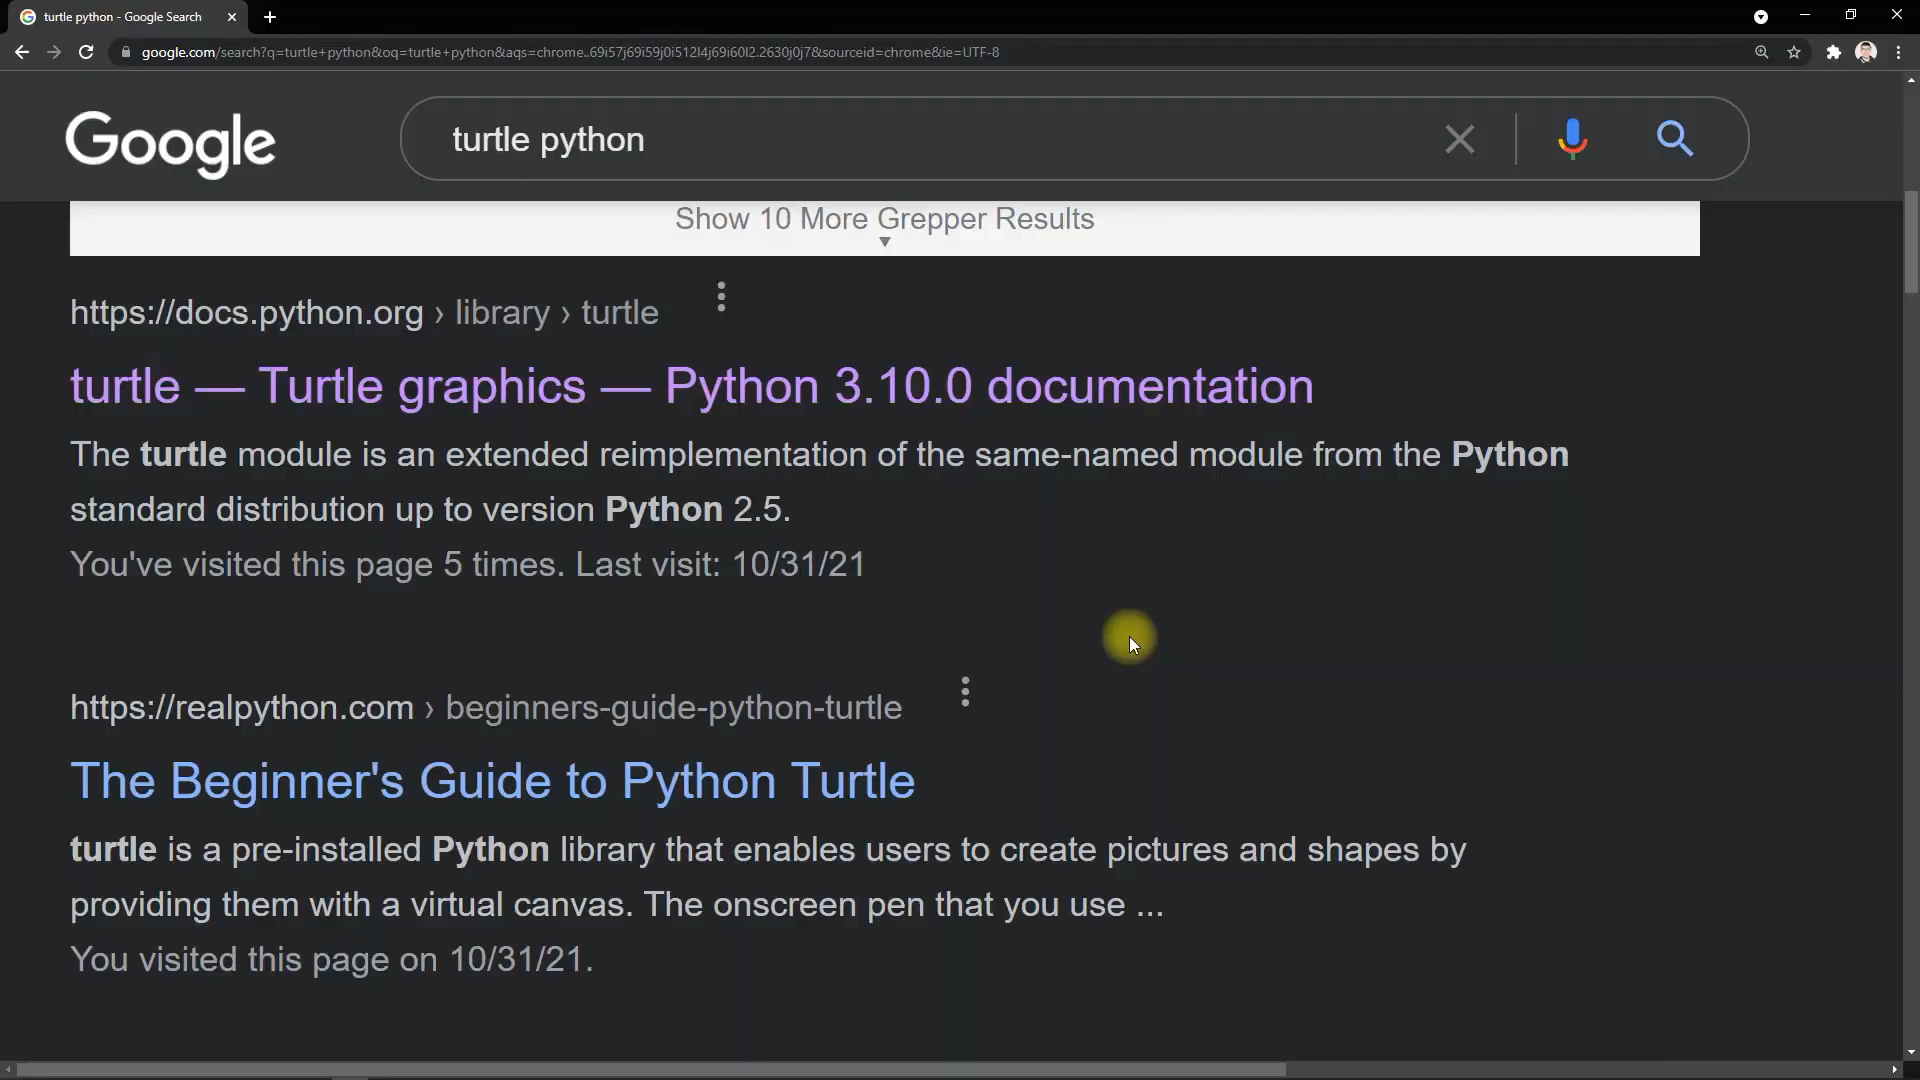 turtle python - Google Search
google.com/search?q=turtle+python&oq=turtle+python&aqs=chrome..69i57j69i59j0i512l4j69i60l2.2630j0j7&sourceid=chrome&ie=UTF-8
Google
turtle python
Show 10 More Grepper Results
https://docs.python.org › library › turtle
turtle — Turtle graphics — Python 3.10.0 documentation
The turtle module is an extended reimplementation of the same-named module from the Python
standard distribution up to version Python 2.5.
You've visited this page 5 times. Last visit: 10/31/21
https://realpython.com › beginners-guide-python-turtle
The Beginner's Guide to Python Turtle
turtle is a pre-installed Python library that enables users to create pictures and shapes by
providing them with a virtual canvas. The onscreen pen that you use ...
You visited this page on 10/31/21.